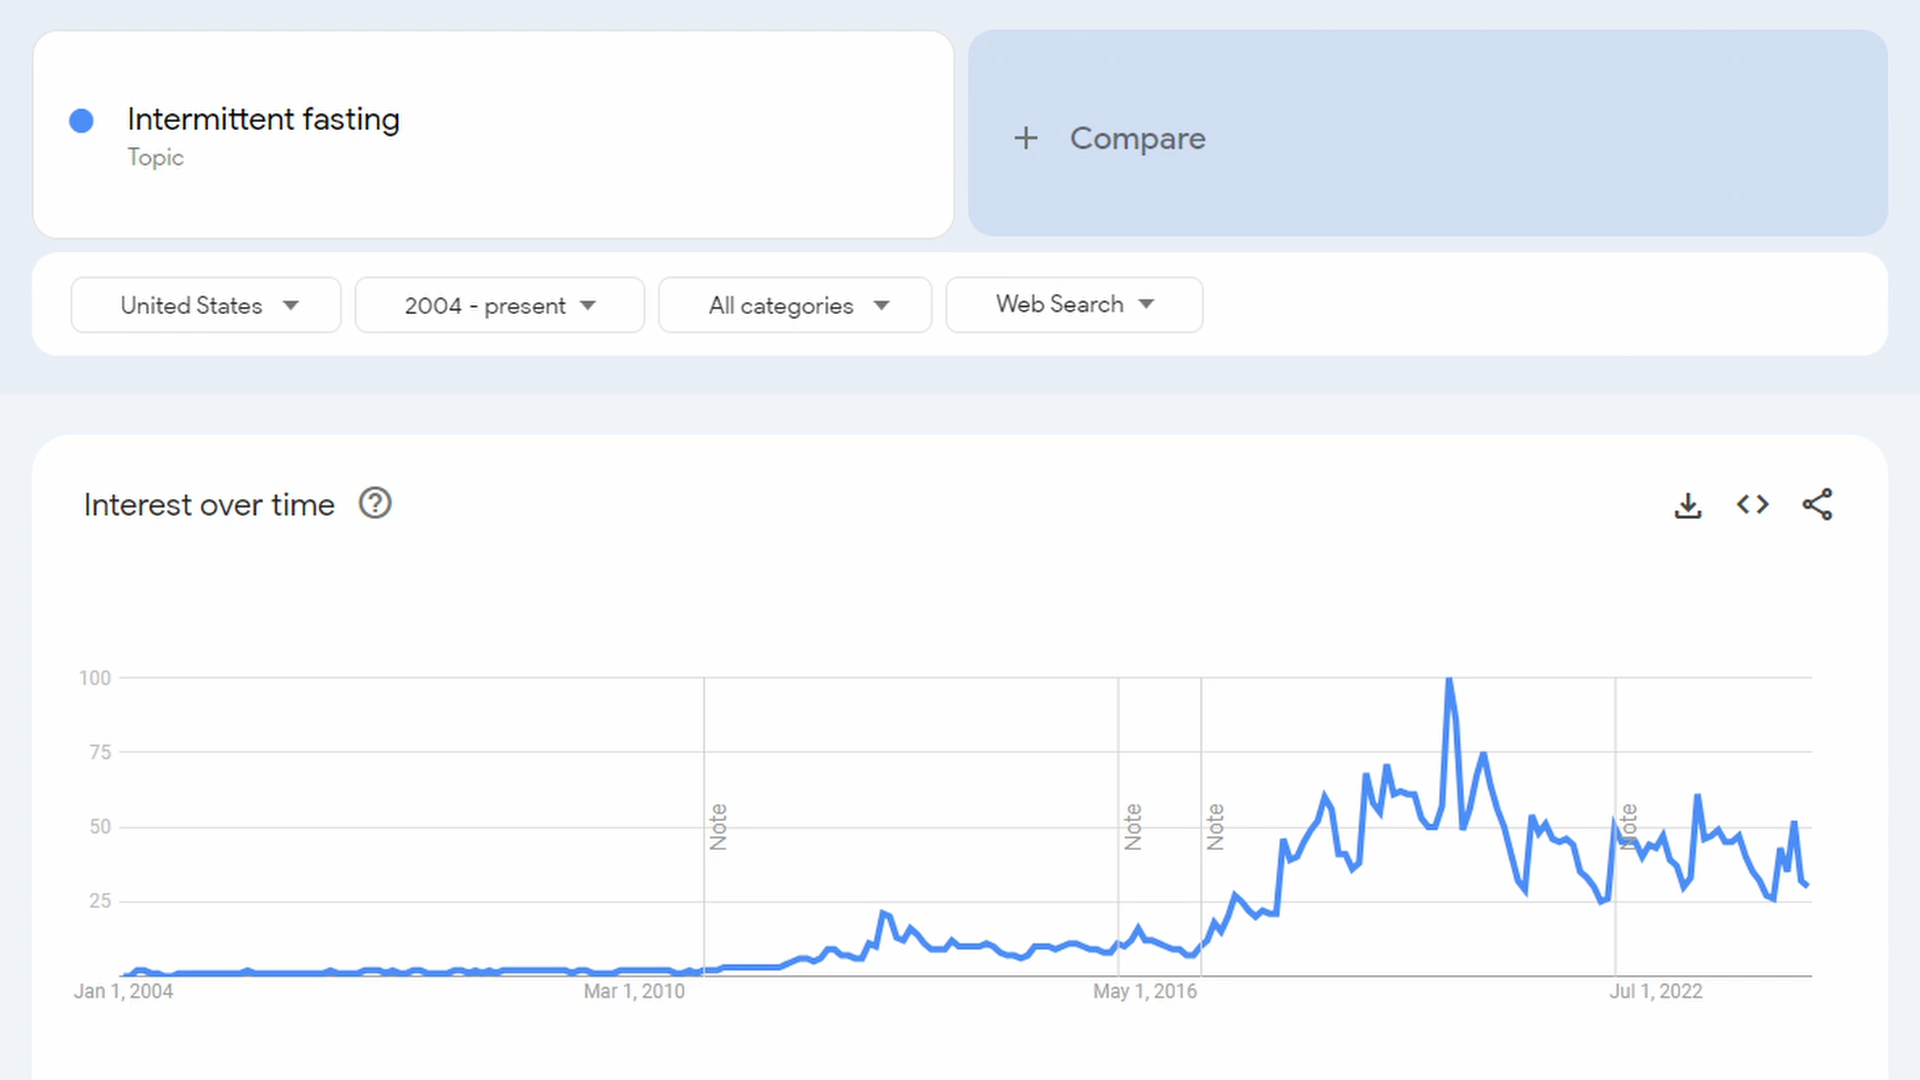 Intermittent fasting
Topic
+ Compare
United States
2004 - present
All categories
Web Search
Interest over time
100
75
50
25
Note
Note
Note
Note
Jan 1, 2004
Mar 1, 2010
May 1, 2016
Jul 1, 2022